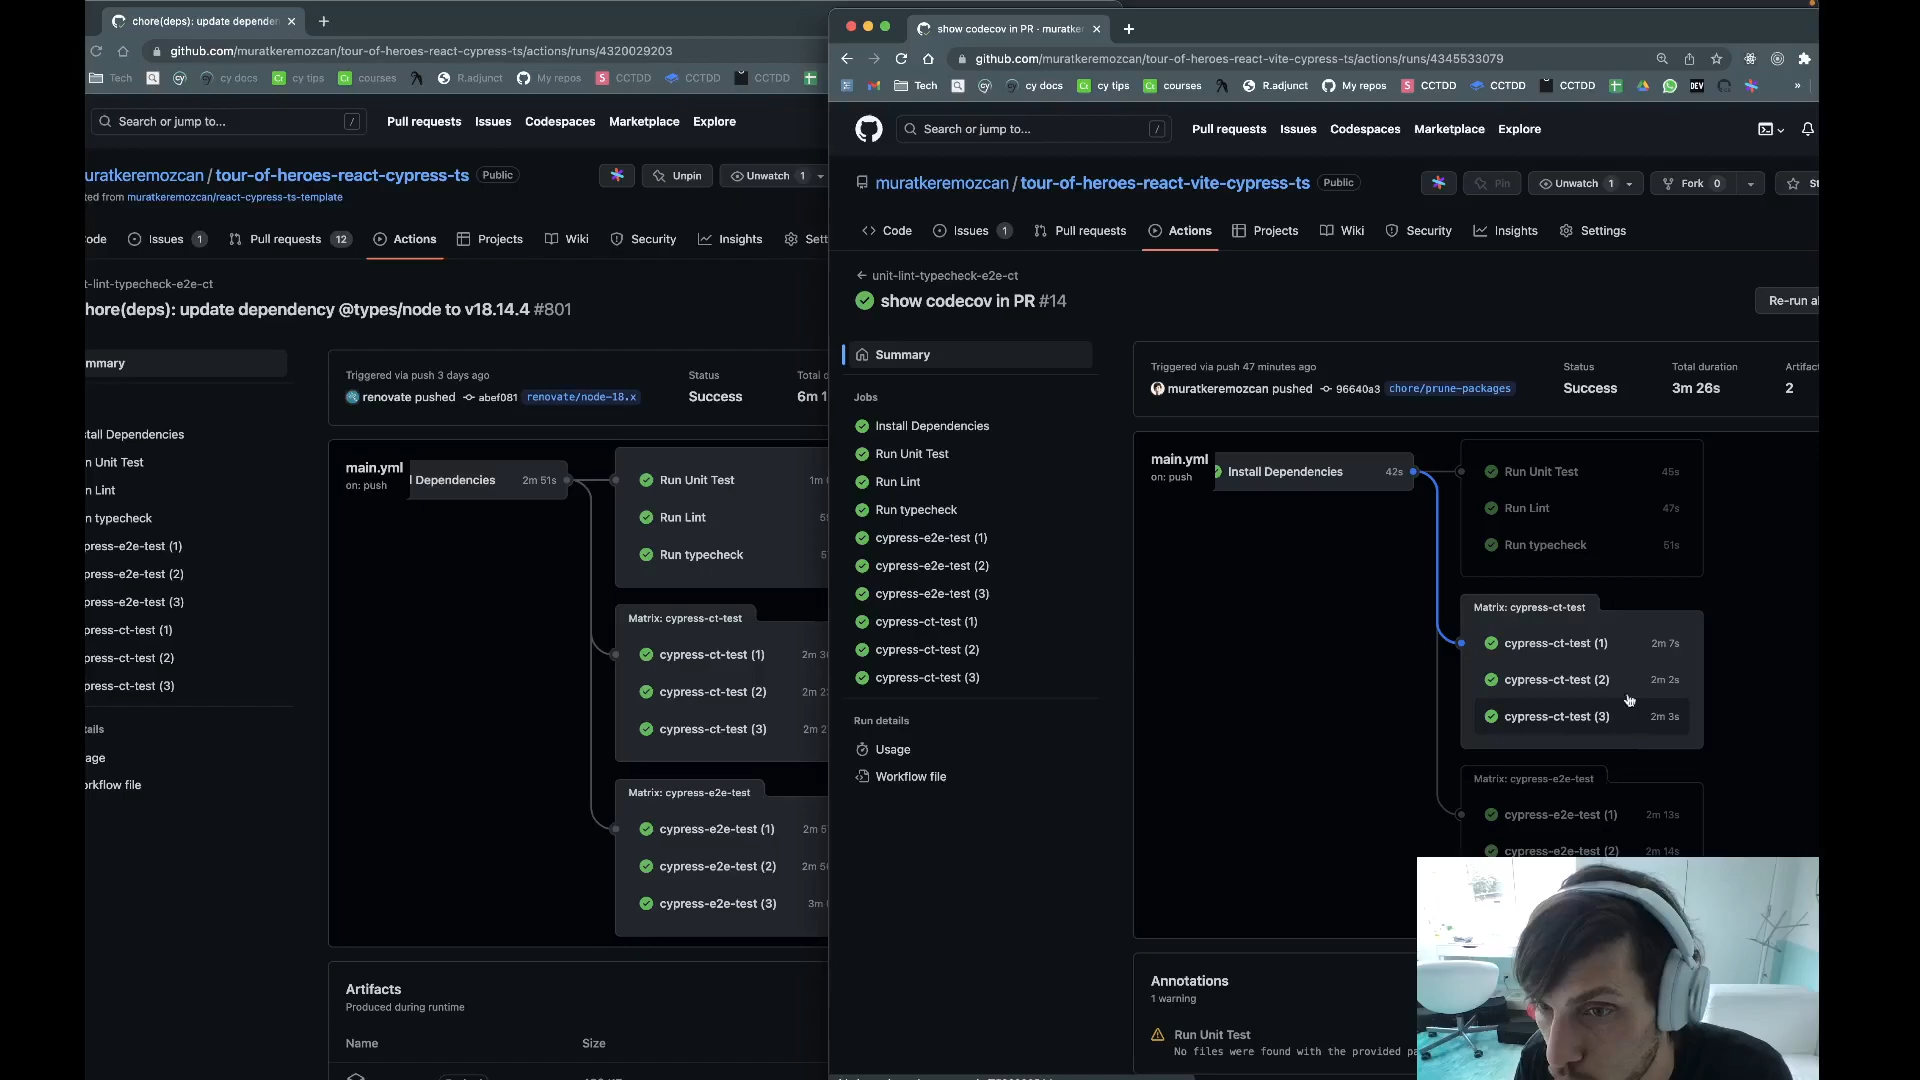 chore(deps): update dependen
github.com/muratkeremozcan/tour-of-heroes-react-cypress-ts/actions/runs/4320029203
Tech
cy docs
cy tips
courses
R.adjunct
My repos
CCTDD
CCTDD
CCTDD
Search or jump to...
/
Pull requests
Issues
Codespaces
Marketplace
Explore
uratkeremozcan / tour-of-heroes-react-cypress-ts
Public
Unpin
Unwatch 1
ted from muratkeremozcan/react-cypress-ts-template
ode
Issues 1
Pull requests 12
Actions
Projects
Wiki
Security
Insights
Sett
t-lint-typecheck-e2e-ct
hore(deps): update dependency @types/node to v18.14.4 #801
mmary
tall Dependencies
n Unit Test
n Lint
n typecheck
press-e2e-test (1)
press-e2e-test (2)
press-e2e-test (3)
press-ct-test (1)
press-ct-test (2)
press-ct-test (3)
tails
age
orkflow file
Triggered via push 3 days ago
renovate pushed abef081 renovate/node-18.x
Status
Success
Total d
6m 1
main.yml
on: push
Dependencies
2m 51s
Run Unit Test
1m
Run Lint
Run typecheck
Matrix: cypress-ct-test
cypress-ct-test (1)
cypress-ct-test (2)
cypress-ct-test (3)
Matrix: cypress-e2e-test
cypress-e2e-test (1)
2m 5
cypress-e2e-test (2)
cypress-e2e-test (3)
3m
Artifacts
Produced during runtime
Name
Size
show codecov in PR · muratke
github.com/muratkeremozcan/tour-of-heroes-react-vite-cypress-ts/actions/runs/4345533079
Tech
cy docs
cy tips
courses
R.adjunct
My repos
CCTDD
CCTDD
CCTDD
DEV
»
Search or jump to...
/
Pull requests
Issues
Codespaces
Marketplace
Explore
muratkeremozcan / tour-of-heroes-react-vite-cypress-ts
Public
Pin
Unwatch 1
Fork 0
St
Code
Issues 1
Pull requests
Actions
Projects
Wiki
Security
Insights
Settings
unit-lint-typecheck-e2e-ct
show codecov in PR #14
Re-run al
Summary
Jobs
Install Dependencies
Run Unit Test
Run Lint
Run typecheck
cypress-e2e-test (1)
cypress-e2e-test (2)
cypress-e2e-test (3)
cypress-ct-test (1)
cypress-ct-test (2)
cypress-ct-test (3)
Run details
Usage
Workflow file
Triggered via push 47 minutes ago
muratkeremozcan pushed 96640a3 chore/prune-packages
Status
Success
Total duration
3m 26s
Artifac
2
main.yml
on: push
Install Dependencies
42s
Run Unit Test
45s
Run Lint
47s
Run typecheck
51s
Matrix: cypress-ct-test
cypress-ct-test (1)
2m 7s
cypress-ct-test (2)
2m 2s
cypress-ct-test (3)
2m 3s
Matrix: cypress-e2e-test
cypress-e2e-test (1)
2m 13s
cypress-e2e-test (2)
2m 14s
Annotations
1 warning
Run Unit Test
No files were found with the provided pa